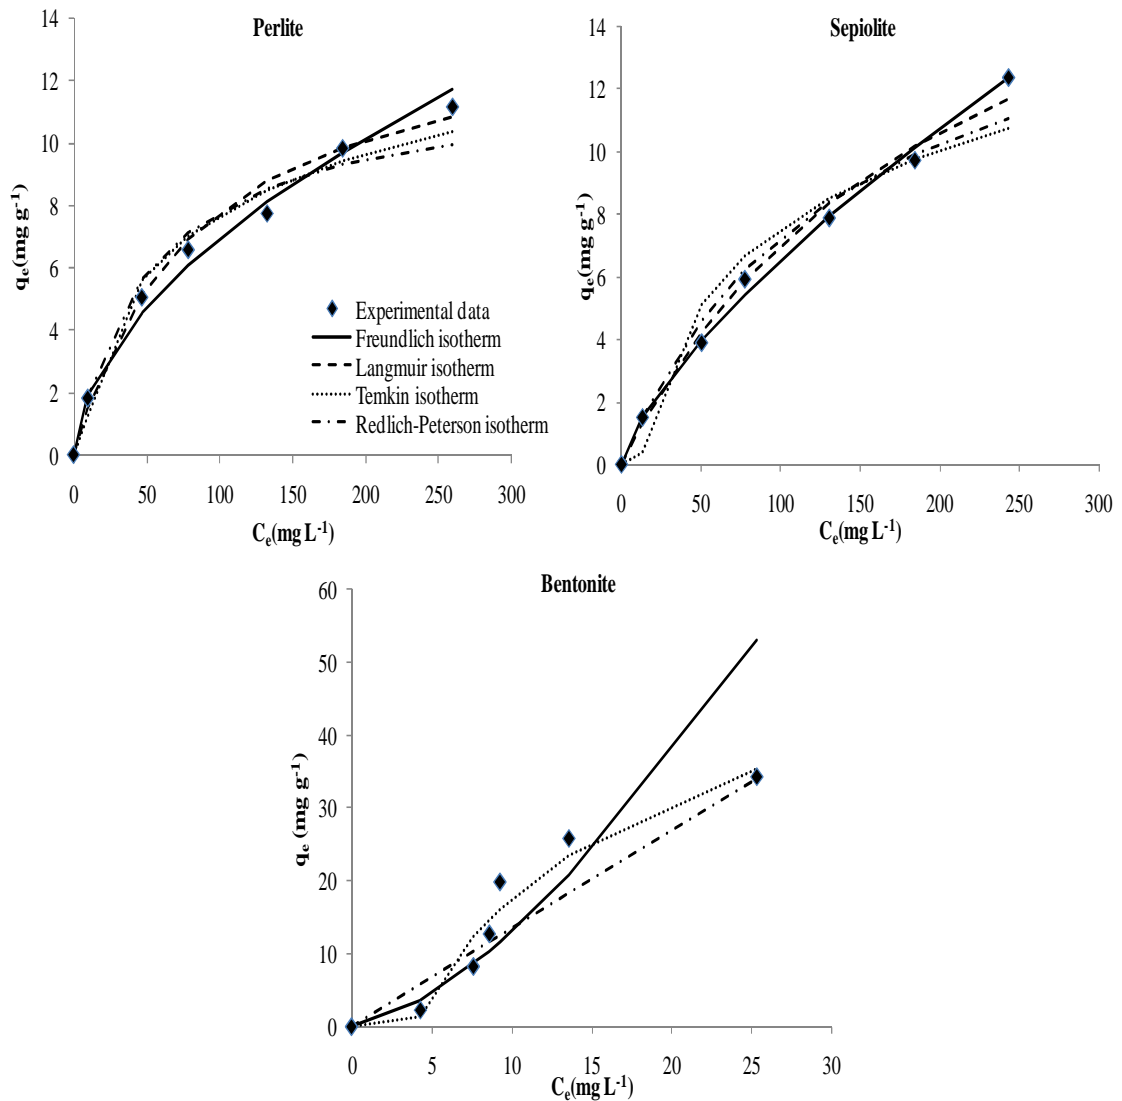 Perlite
14
12
10
8
6
4
2
0
qe(mg g-1)
0 50 100 150 200 250 300
Ce(mg L-1)
Experimental data
Freundlich isotherm
Langmuir isotherm
Temkin isotherm
Redlich-Peterson isotherm
Sepiolite
14
12
10
8
6
4
2
0
qe(mg g-1)
0 50 100 150 200 250 300
Ce(mg L-1)
Bentonite
60
50
40
30
20
10
0
qe (mg g-1)
0 5 10 15 20 25 30
Ce(mg L-1)